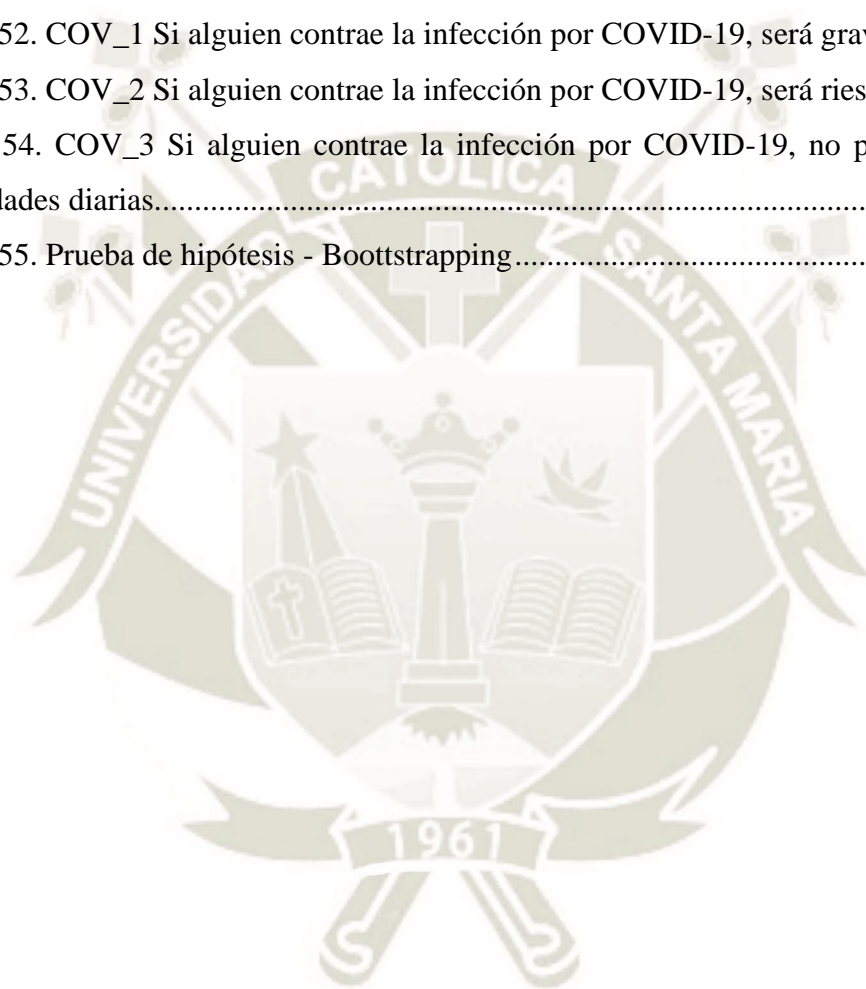 52. COV_1 Si alguien contrae la infección por COVID-19, será grav
53. COV_2 Si alguien contrae la infección por COVID-19, será ries
54. COV_3 Si alguien contrae la infección por COVID-19, no p
dades diarias...............................................................................................................
55. Prueba de hipótesis - Boottstrapping.....................................................
UNIVERSIDAD CATOLICA SANTA MARIA
1961